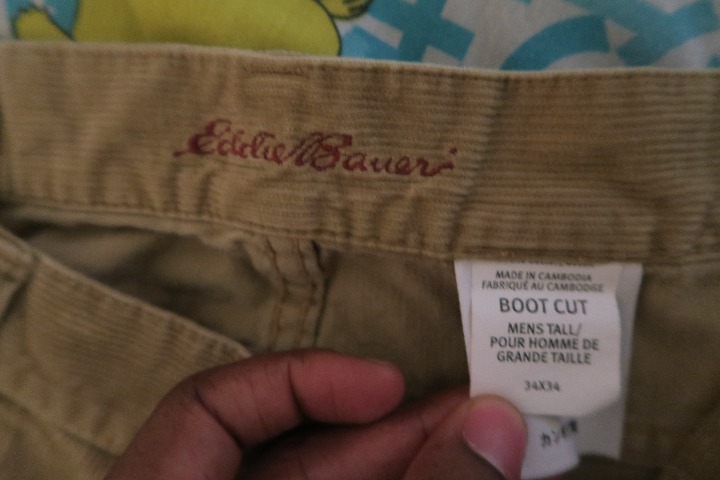 Eddie Bauer
MADE IN CAMBODIA
FABRIQUÉ AU CAMBODGE
BOOT CUT
MENS TALL/
POUR HOMME DE
GRANDE TAILLE
34X34